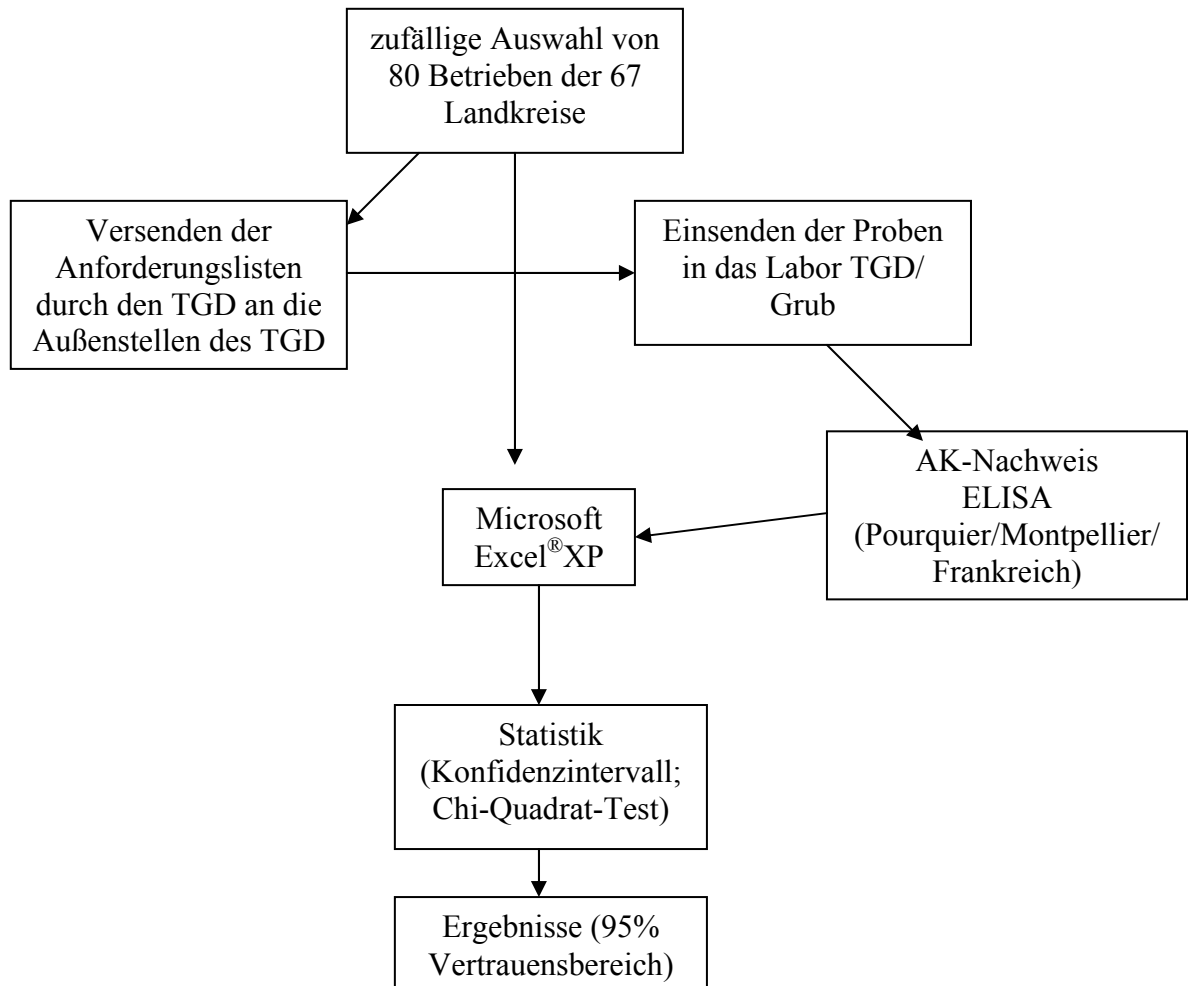 zufällige Auswahl von
80 Betrieben der 67
Landkreise
Versenden der
Anforderungslisten
durch den TGD an die
Außenstellen des TGD
Einsenden der Proben
in das Labor TGD/
Grub
AK-Nachweis
ELISA
(Pourquier/Montpellier/
Frankreich)
Microsoft
Excel®XP
Statistik
(Konfidenzintervall;
Chi-Quadrat-Test)
Ergebnisse (95%
Vertrauensbereich)